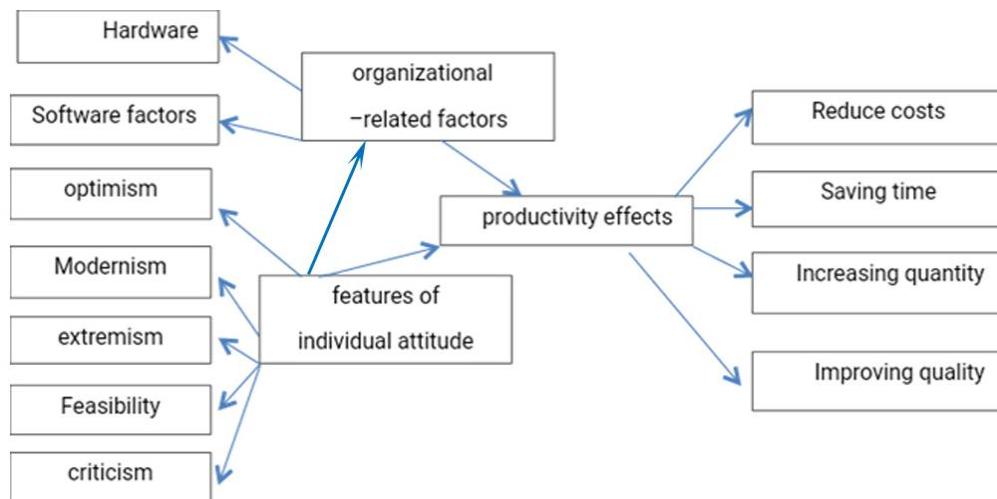 Hardware
organizational
–related factors
Software factors
optimism
Modernism
extremism
Feasibility
criticism
features of
individual attitude
productivity effects
Reduce costs
Saving time
Increasing quantity
Improving quality